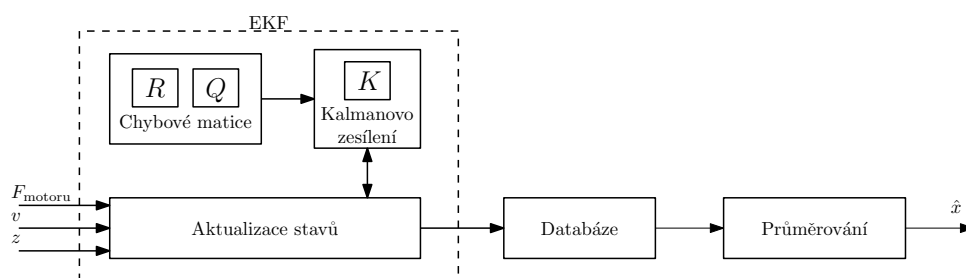 EKF
R Q
Chybové matice
K
Kalmanovo
zesílení
F_motoru
v
z
Aktualizace stavů
Databáze
Průměrování
x̂